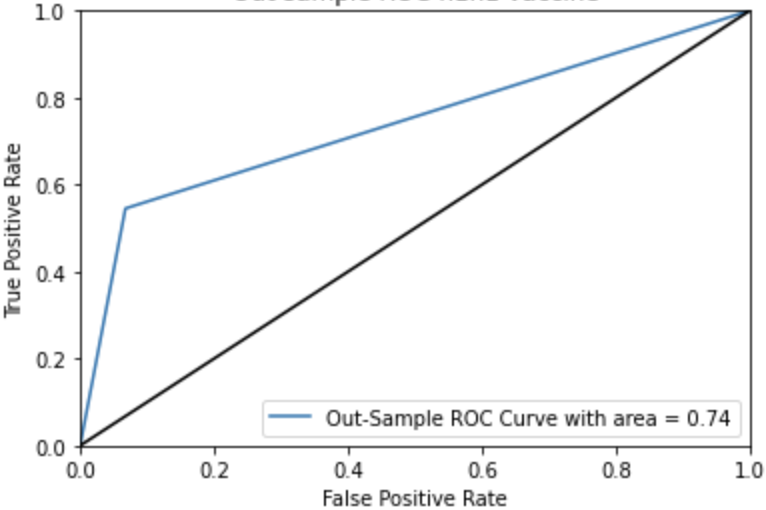 1.0
0.8
0.6
0.4
0.2
0.0
True Positive Rate
Out-Sample ROC Curve with area = 0.74
0.0 0.2 0.4 0.6 0.8 1.0
False Positive Rate